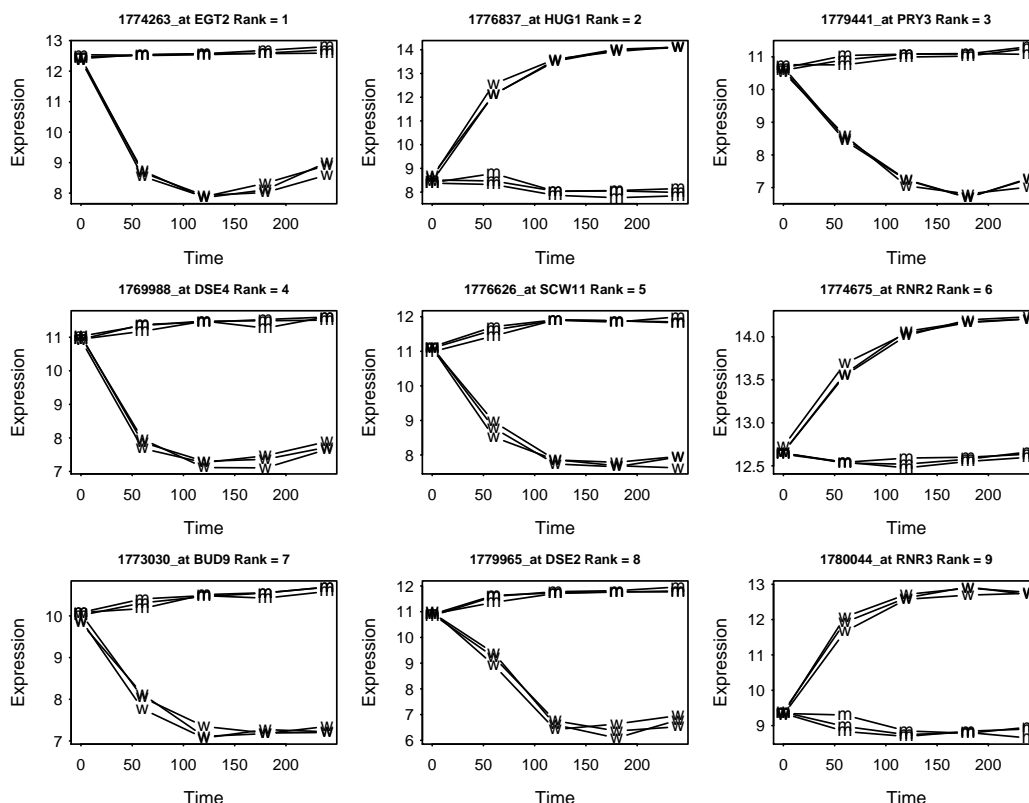 1774263_at EGT2 Rank = 1
13
12
11
10
9
8
Expression
0 50 100 150 200
Time
1776837_at HUG1 Rank = 2
14
13
12
11
10
9
8
Expression
0 50 100 150 200
Time
1779441_at PRY3 Rank = 3
11
10
9
8
7
Expression
0 50 100 150 200
Time
1769988_at DSE4 Rank = 4
11
10
9
8
7
Expression
0 50 100 150 200
Time
1776626_at SCW11 Rank = 5
12
11
10
9
8
Expression
0 50 100 150 200
Time
1774675_at RNR2 Rank = 6
14.0
13.5
13.0
12.5
Expression
0 50 100 150 200
Time
1773030_at BUD9 Rank = 7
10
9
8
7
Expression
0 50 100 150 200
Time
1779965_at DSE2 Rank = 8
12
11
10
9
8
7
6
Expression
0 50 100 150 200
Time
1780044_at RNR3 Rank = 9
13
12
11
10
9
Expression
0 50 100 150 200
Time